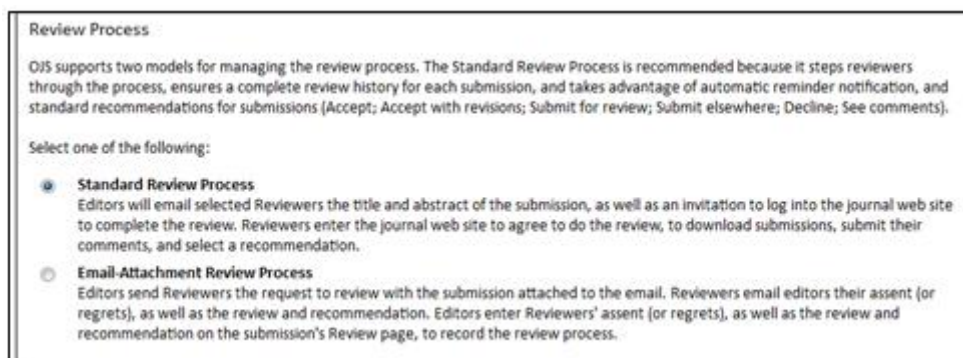 Review Process
OJS supports two models for managing the review process. The Standard Review Process is recommended because it steps reviewers
through the process, ensures a complete review history for each submission, and takes advantage of automatic reminder notification, and
standard recommendations for submissions (Accept; Accept with revisions; Submit for review; Submit elsewhere; Decline; See comments).
Select one of the following:
Standard Review Process
Editors will email selected Reviewers the title and abstract of the submission, as well as an invitation to log into the journal web site
to complete the review. Reviewers enter the journal web site to agree to do the review, to download submissions, submit their
comments, and select a recommendation.
Email-Attachment Review Process
Editors send Reviewers the request to review with the submission attached to the email. Reviewers email editors their assent (or
regrets), as well as the review and recommendation. Editors enter Reviewers' assent (or regrets), as well as the review and
recommendation on the submission's Review page, to record the review process.